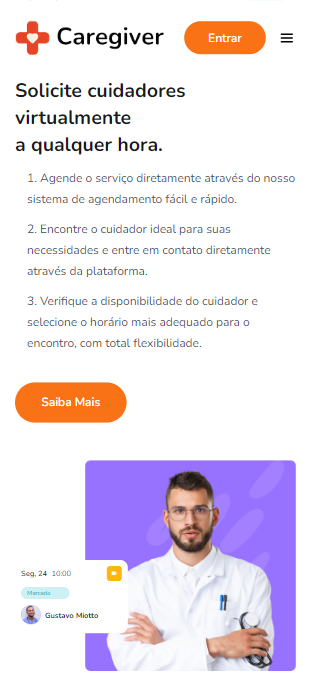 Caregiver
Entrar
Solicite cuidadores
virtualmente
a qualquer hora.
1. Agende o serviço diretamente através do nosso
sistema de agendamento fácil e rápido.
2. Encontre o cuidador ideal para suas
necessidades e entre em contato diretamente
através da plataforma.
3. Verifique a disponibilidade do cuidador e
selecione o horário mais adequado para o
encontro, com total flexibilidade.
Saiba Mais
Seg, 24 10:00
Marcado
Gustavo Miotto